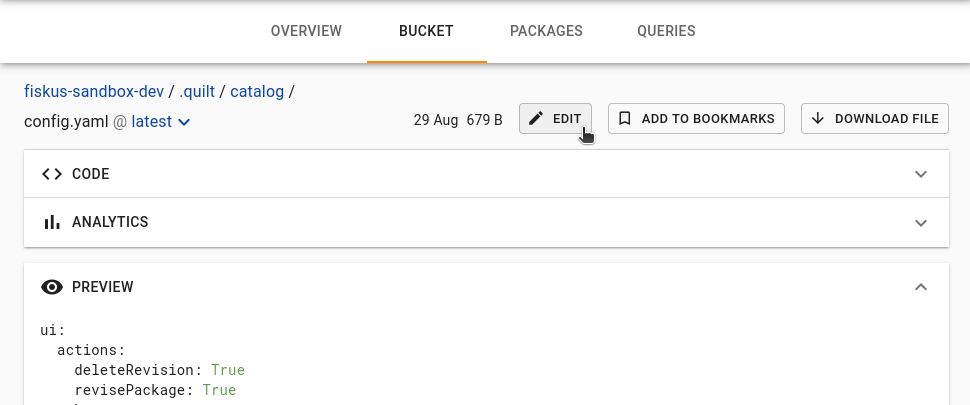 OVERVIEW BUCKET PACKAGES QUERIES
fiskus-sandbox-dev / .quilt / catalog /
config.yaml @ latest 29 Aug 679 B EDIT ADD TO BOOKMARKS DOWNLOAD FILE
CODE
ANALYTICS
PREVIEW
ui:
actions:
deleteRevision: True
revisePackage: True